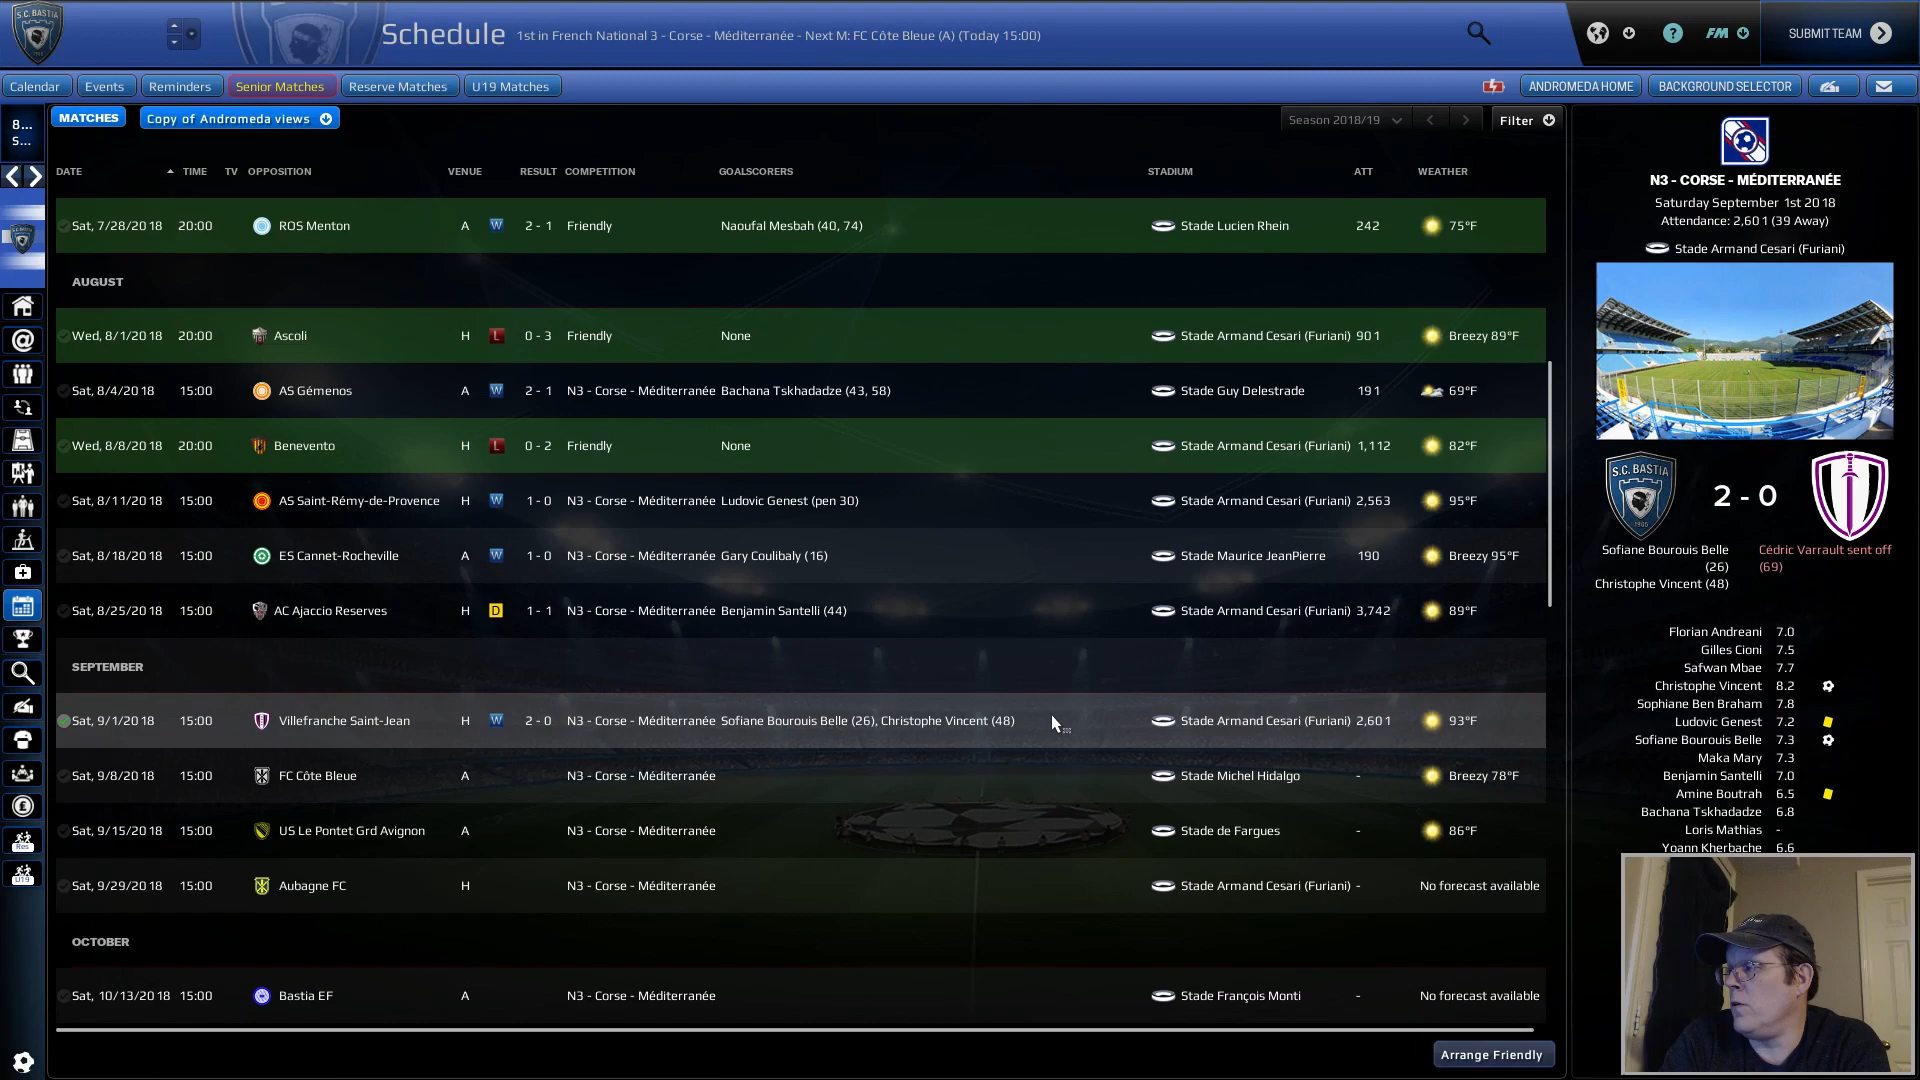 Schedule 1st in French National 3 - Corse - Méditerranée - Next M: FC Côte Bleue (A) (Today 15:00)
FM SUBMIT TEAM
Calendar Events Reminders Senior Matches Reserve Matches U19 Matches ANDROMEDA HOME BACKGROUND SELECTOR
8...
S...
MATCHES Copy of Andromeda views Season 2018/19 Filter
DATE TIME TV OPPOSITION VENUE RESULT COMPETITION GOALSCORERS STADIUM ATT WEATHER
Sat, 7/28/2018 20:00 ROS Menton A W 2 - 1 Friendly Naoufal Mesbah (40, 74) Stade Lucien Rhein 242 75°F
AUGUST
Wed, 8/1/2018 20:00 Ascoli H L 0 - 3 Friendly None Stade Armand Cesari (Furiani) 901 Breezy 89°F
Sat, 8/4/2018 15:00 AS Gémenos A W 2 - 1 N3 - Corse - Méditerranée Bachana Tskhadadze (43, 58) Stade Guy Delestrade 191 69°F
Wed, 8/8/2018 20:00 Benevento H L 0 - 2 Friendly None Stade Armand Cesari (Furiani) 1,112 82°F
Sat, 8/11/2018 15:00 AS Saint-Rémy-de-Provence H W 1 - 0 N3 - Corse - Méditerranée Ludovic Genest (pen 30) Stade Armand Cesari (Furiani) 2,563 95°F
Sat, 8/18/2018 15:00 ES Cannet-Rocheville A W 1 - 0 N3 - Corse - Méditerranée Gary Coulibaly (16) Stade Maurice JeanPierre 190 Breezy 95°F
Sat, 8/25/2018 15:00 AC Ajaccio Reserves H D 1 - 1 N3 - Corse - Méditerranée Benjamin Santelli (44) Stade Armand Cesari (Furiani) 3,742 89°F
SEPTEMBER
Sat, 9/1/2018 15:00 Villefranche Saint-Jean H W 2 - 0 N3 - Corse - Méditerranée Sofiane Bourouis Belle (26), Christophe Vincent (48) Stade Armand Cesari (Furiani) 2,601 93°F
Sat, 9/8/2018 15:00 FC Côte Bleue A N3 - Corse - Méditerranée Stade Michel Hidalgo - Breezy 78°F
Sat, 9/15/2018 15:00 US Le Pontet Grd Avignon A N3 - Corse - Méditerranée Stade de Fargues - 86°F
Sat, 9/29/2018 15:00 Aubagne FC H N3 - Corse - Méditerranée Stade Armand Cesari (Furiani) - No forecast available
OCTOBER
Sat, 10/13/2018 15:00 Bastia EF A N3 - Corse - Méditerranée Stade François Monti - No forecast available
Arrange Friendly
Res
U19
N3 - CORSE - MÉDITERRANÉE
Saturday September 1st 2018
Attendance: 2,601 (39 Away)
Stade Armand Cesari (Furiani)
S.C. BASTIA 2 - 0
Sofiane Bourouis Belle (26)
Christophe Vincent (48)
Cédric Varrault sent off (69)
Florian Andreani 7.0
Gilles Cioni 7.5
Safwan Mbae 7.7
Christophe Vincent 8.2
Sophiane Ben Braham 7.8
Ludovic Genest 7.2
Sofiane Bourouis Belle 7.3
Maka Mary 7.3
Benjamin Santelli 7.0
Amine Boutrah 6.5
Bachana Tskhadadze 6.8
Loris Mathias -
Yoann Kherbache 6.6